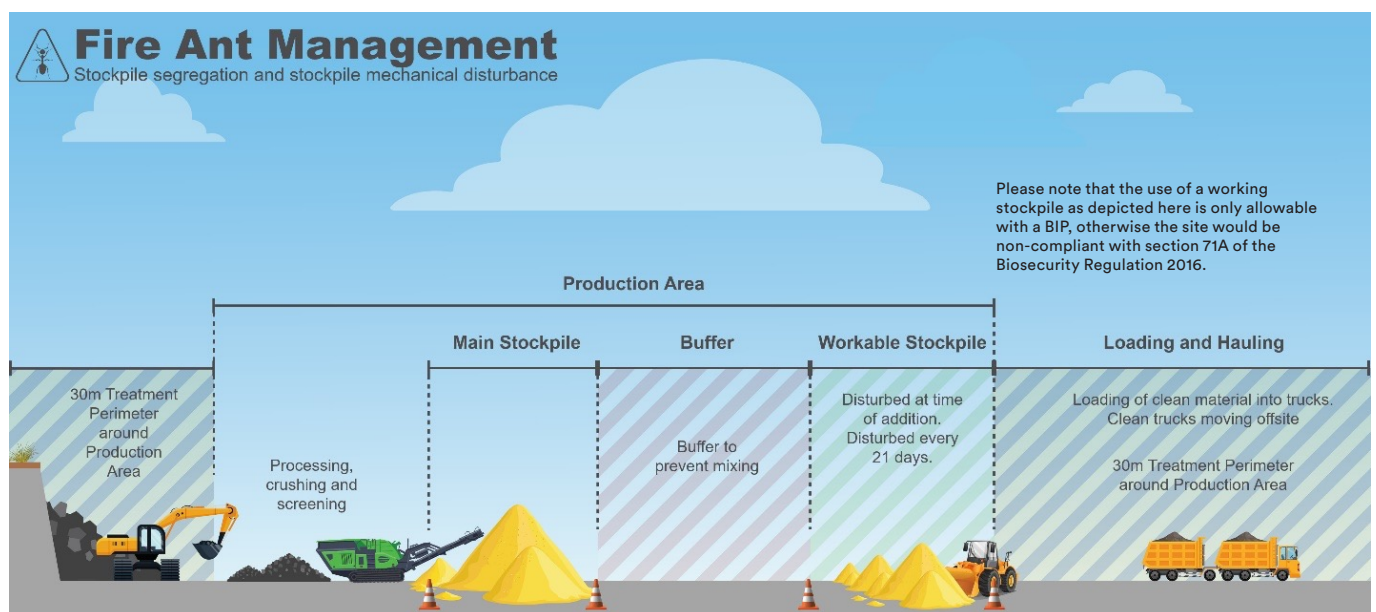 Fire Ant Management
Stockpile segregation and stockpile mechanical disturbance
Please note that the use of a working
stockpile as depicted here is only allowable
with a BIP, otherwise the site would be
non-compliant with section 71A of the
Biosecurity Regulation 2016.
Production Area
Main Stockpile
Buffer
Workable Stockpile
Loading and Hauling
30m Treatment
Perimeter
around
Production
Area
Processing,
crushing and
screening
Buffer to
prevent mixing
Disturbed at time
of addition.
Disturbed every
21 days.
Loading of clean material into trucks.
Clean trucks moving offsite
30m Treatment Perimeter
around Production Area